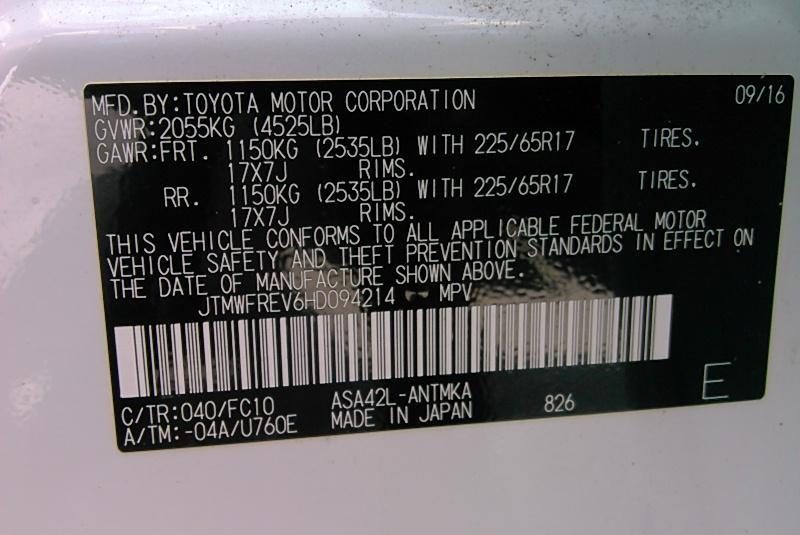 MFD.BY:TOYOTA MOTOR CORPORATION 09/16
GVWR:2055KG (4525LB)
GAWR:FRT. 1150KG (2535LB) WITH 225/65R17 TIRES.
17X7J RIMS.
RR. 1150KG (2535LB) WITH 225/65R17 TIRES.
17X7J RIMS.
THIS VEHICLE CONFORMS TO ALL APPLICABLE FEDERAL MOTOR
VEHICLE SAFETY AND THEFT PREVENTION STANDARDS IN EFFECT ON
THE DATE OF MANUFACTURE SHOWN ABOVE.
JTMWFREV6HD094214 MPV
C/TR:040/FC10 ASA42L-ANTMKA 826 E
A/TM:-04A/U760E MADE IN JAPAN